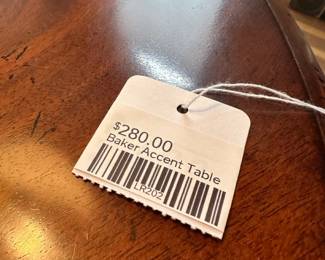 $280.00
Baker Accent Table
LR202